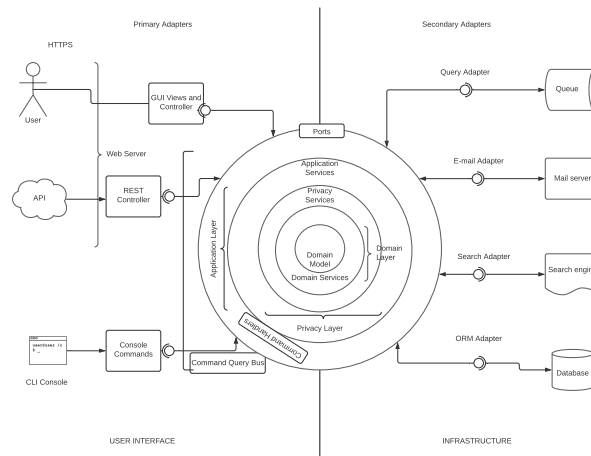 Primary Adapters
Secondary Adapters
HTTPS
User
GUI Views and
Controller
Query Adapter
Queue
Ports
Web Server
Application
Services
E-mail Adapter
Mail server
API
REST
Controller
Privacy
Services
Application Layer
Domain
Model
Domain
Layer
Domain Services
Search Adapter
Search engin
Privacy Layer
Command Handlers
Console
Commands
CLI Console
Command Query Bus
ORM Adapter
Database
USER INTERFACE
INFRASTRUCTURE